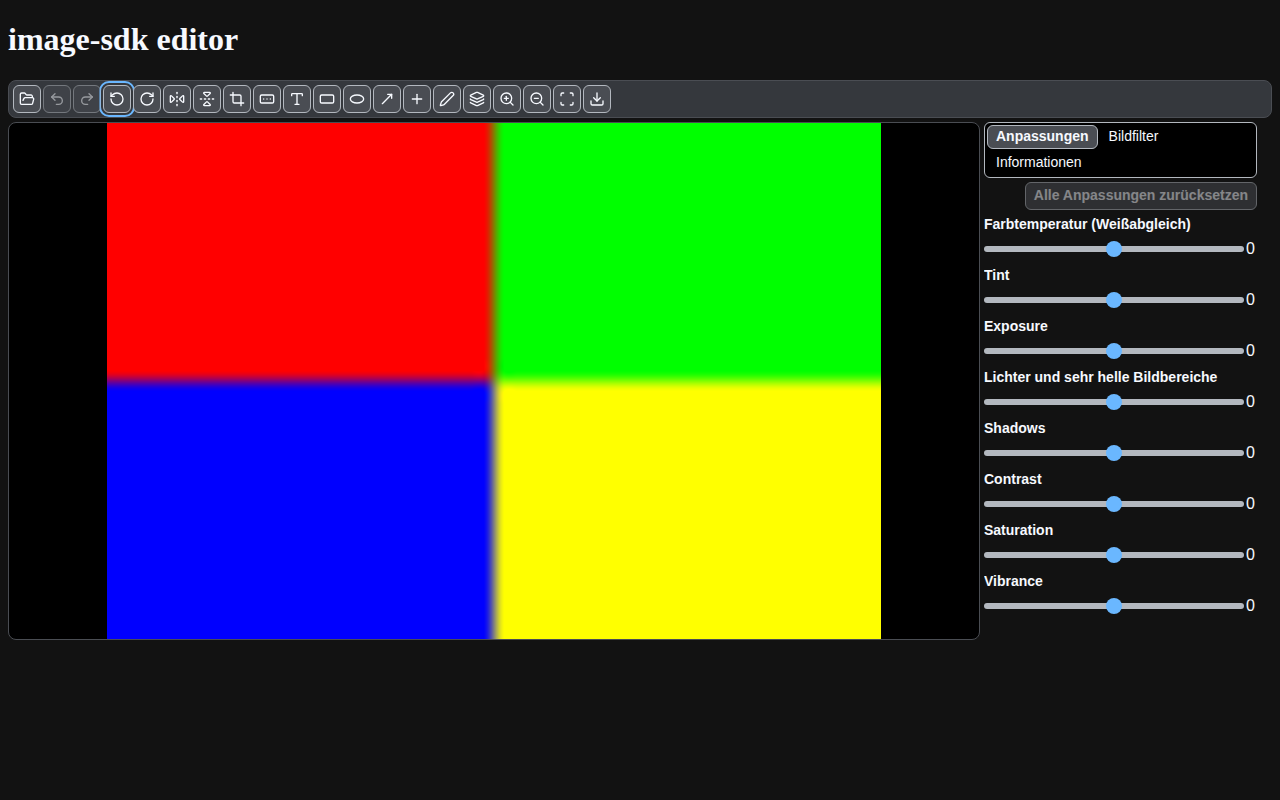 image-sdk editor
Anpassungen Bildfilter
Informationen
Alle Anpassungen zurücksetzen
Farbtemperatur (Weißabgleich)
0
Tint
0
Exposure
0
Lichter und sehr helle Bildbereiche
0
Shadows
0
Contrast
0
Saturation
0
Vibrance
0